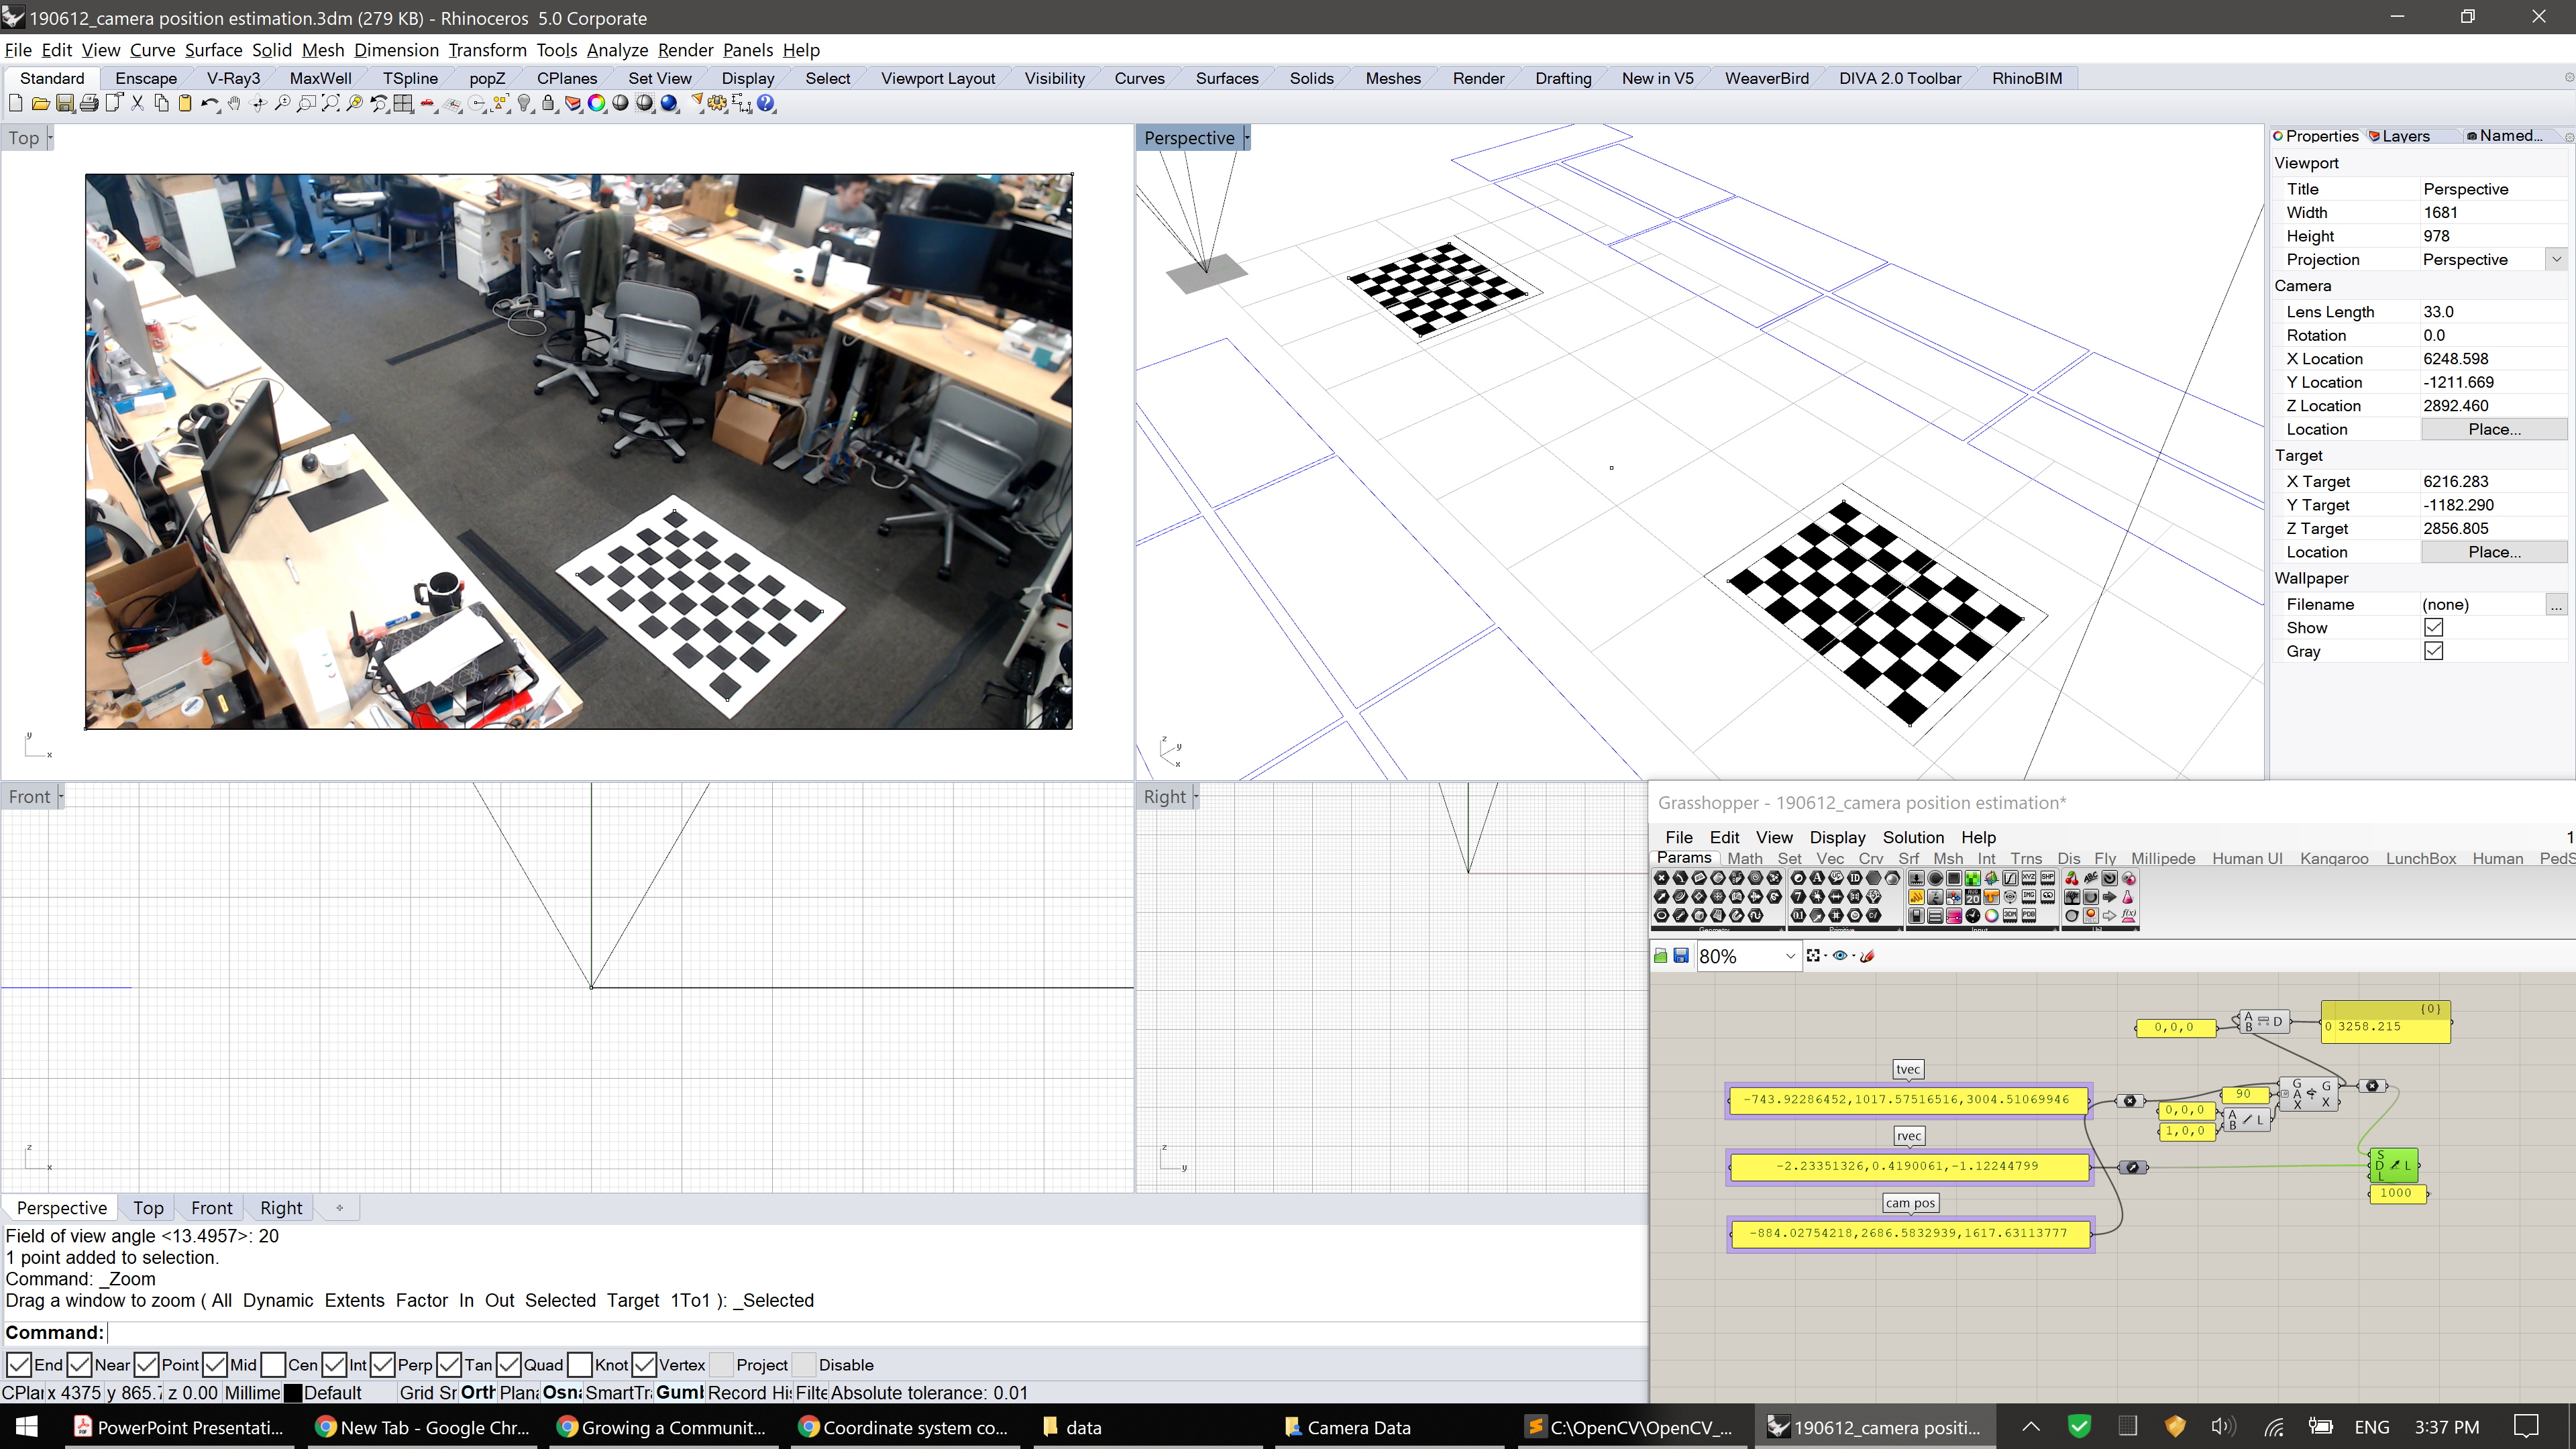 190612_camera position estimation.3dm (279 KB) - Rhinoceros 5.0 Corporate
File Edit View Curve Surface Solid Mesh Dimension Transform Tools Analyze Render Panels Help
Standard Enscape V-Ray3 MaxWell TSpline popZ CPlanes Set View Display Select Viewport Layout Visibility Curves Surfaces Solids Meshes Render Drafting New in V5 WeaverBird DIVA 2.0 Toolbar RhinoBIM
Top
y
x
Perspective
z
y
x
Properties Layers Named...
Viewport
Title Perspective
Width 1681
Height 978
Projection Perspective
Camera
Lens Length 33.0
Rotation 0.0
X Location 6248.598
Y Location -1211.669
Z Location 2892.460
Location Place...
Target
X Target 6216.283
Y Target -1182.290
Z Target 2856.805
Location Place...
Wallpaper
Filename (none) ...
Show
Gray
Front
z
x
Right
z
y
Grasshopper - 190612_camera position estimation*
File Edit View Display Solution Help 1
Params Math Set Vec Crv Srf Msh Int Trns Dis Fly Millipede Human UI Kangaroo LunchBox Human PedS
Geometry Primitive Input Util
80%
0,0,0
A
B
D
{0}
0 3258.215
tvec
-743.92286452,1017.57516516,3004.51069946
90
0,0,0
1,0,0
A
B
L
G
A
X
G
X
rvec
-2.23351326,0.4190061,-1.12244799
S
D
L
L
1000
cam pos
-884.02754218,2686.5832939,1617.63113777
Perspective Top Front Right +
Field of view angle <13.4957>: 20
1 point added to selection.
Command: _Zoom
Drag a window to zoom ( All Dynamic Extents Factor In Out Selected Target 1To1 ): _Selected
Command:
End Near Point Mid Cen Int Perp Tan Quad Knot Vertex Project Disable
CPlai x 4375 y 865.7 z 0.00 Millime Default Grid Sr Orth Plana Osna SmartTr Gumb Record Hi Filte Absolute tolerance: 0.01
PowerPoint Presentati... New Tab - Google Chr... Growing a Communit... Coordinate system co... data Camera Data C:\OpenCV\OpenCV_... 190612_camera positi... ENG 3:37 PM